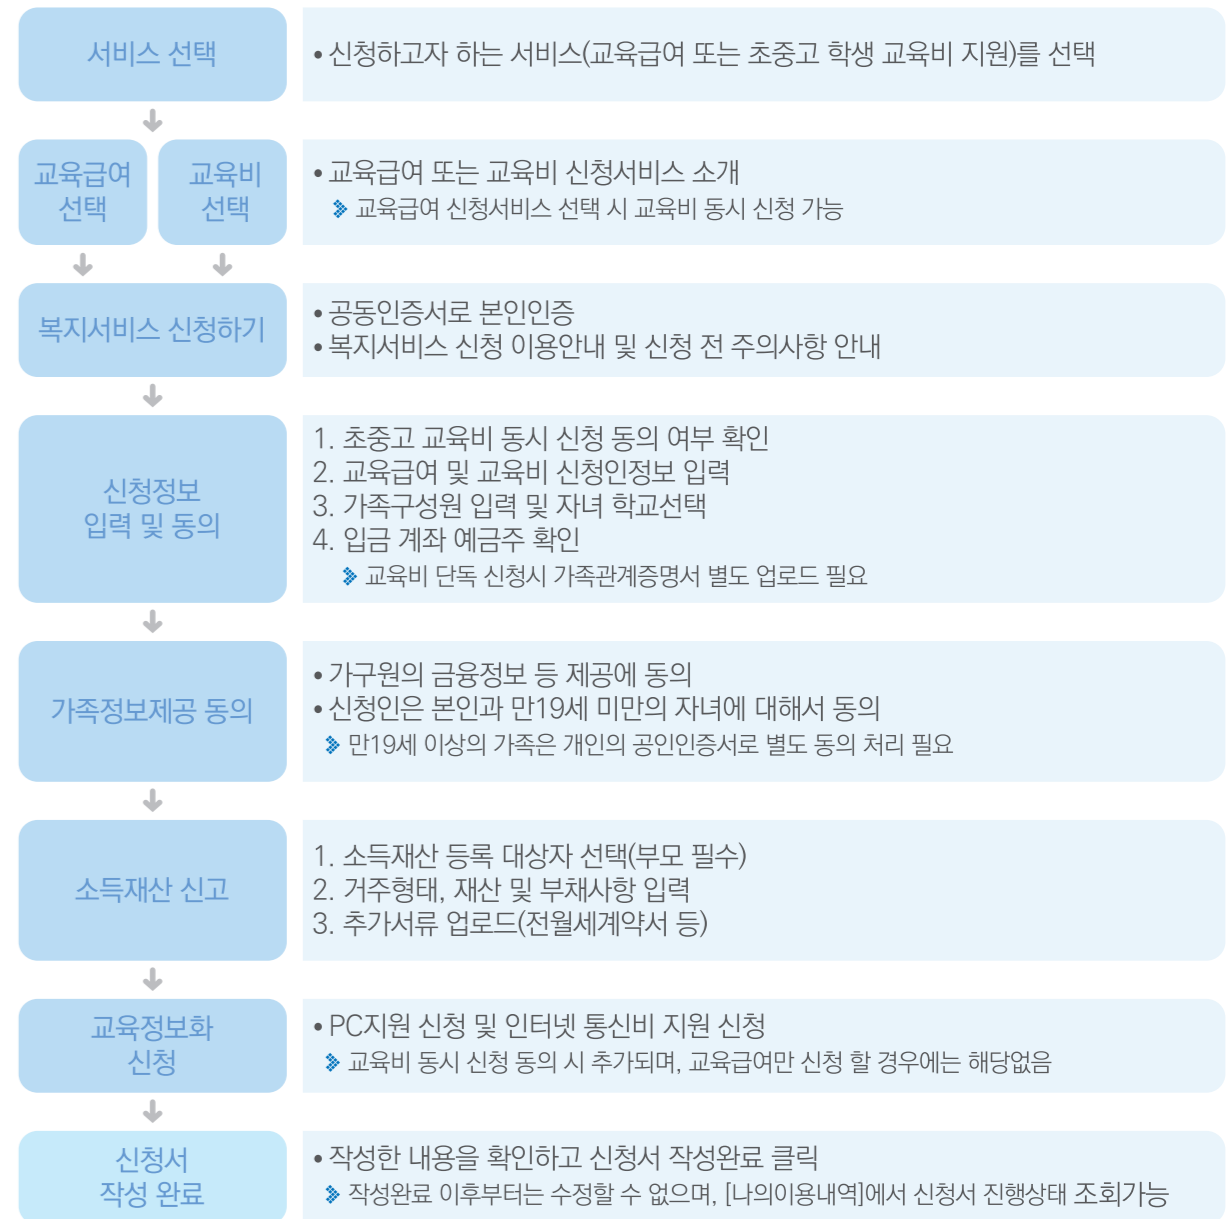 서비스 선택
• 신청하고자 하는 서비스(교육급여 또는 초중고 학생 교육비 지원)를 선택
교육급여
선택
교육비
선택
• 교육급여 또는 교육비 신청서비스 소개
교육급여 신청서비스 선택 시 교육비 동시 신청 가능
복지서비스 신청하기
• 공동인증서로 본인인증
• 복지서비스 신청 이용안내 및 신청 전 주의사항 안내
신청정보
입력 및 동의
1. 초중고 교육비 동시 신청 동의 여부 확인
2. 교육급여 및 교육비 신청인정보 입력
3. 가족구성원 입력 및 자녀 학교선택
4. 입금 계좌 예금주 확인
교육비 단독 신청시 가족관계증명서 별도 업로드 필요
가족정보제공 동의
• 가구원의 금융정보 등 제공에 동의
• 신청인은 본인과 만19세 미만의 자녀에 대해서 동의
만19세 이상의 가족은 개인의 공인인증서로 별도 동의 처리 필요
소득재산 신고
1. 소득재산 등록 대상자 선택(부모 필수)
2. 거주형태, 재산 및 부채사항 입력
3. 추가서류 업로드(전월세계약서 등)
교육정보화
신청
• PC지원 신청 및 인터넷 통신비 지원 신청
교육비 동시 신청 동의 시 추가되며, 교육급여만 신청 할 경우에는 해당없음
신청서
작성 완료
• 작성한 내용을 확인하고 신청서 작성완료 클릭
작성완료 이후부터는 수정할 수 없으며, [나의이용내역]에서 신청서 진행상태 조회가능